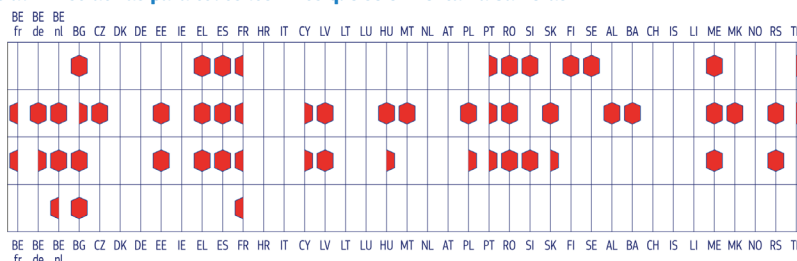 BE BE BE
fr de nl BG CZ DK DE EE IE EL ES FR HR IT CY LV LT LU HU MT NL AT PL PT RO SI SK FI SE AL BA CH IS LI ME MK NO RS
BE BE BE BG CZ DK DE EE IE EL ES FR HR IT CY LV LT LU HU MT NL AT PL PT RO SI SK FI SE AL BA CH IS LI ME MK NO RS
fr de nl